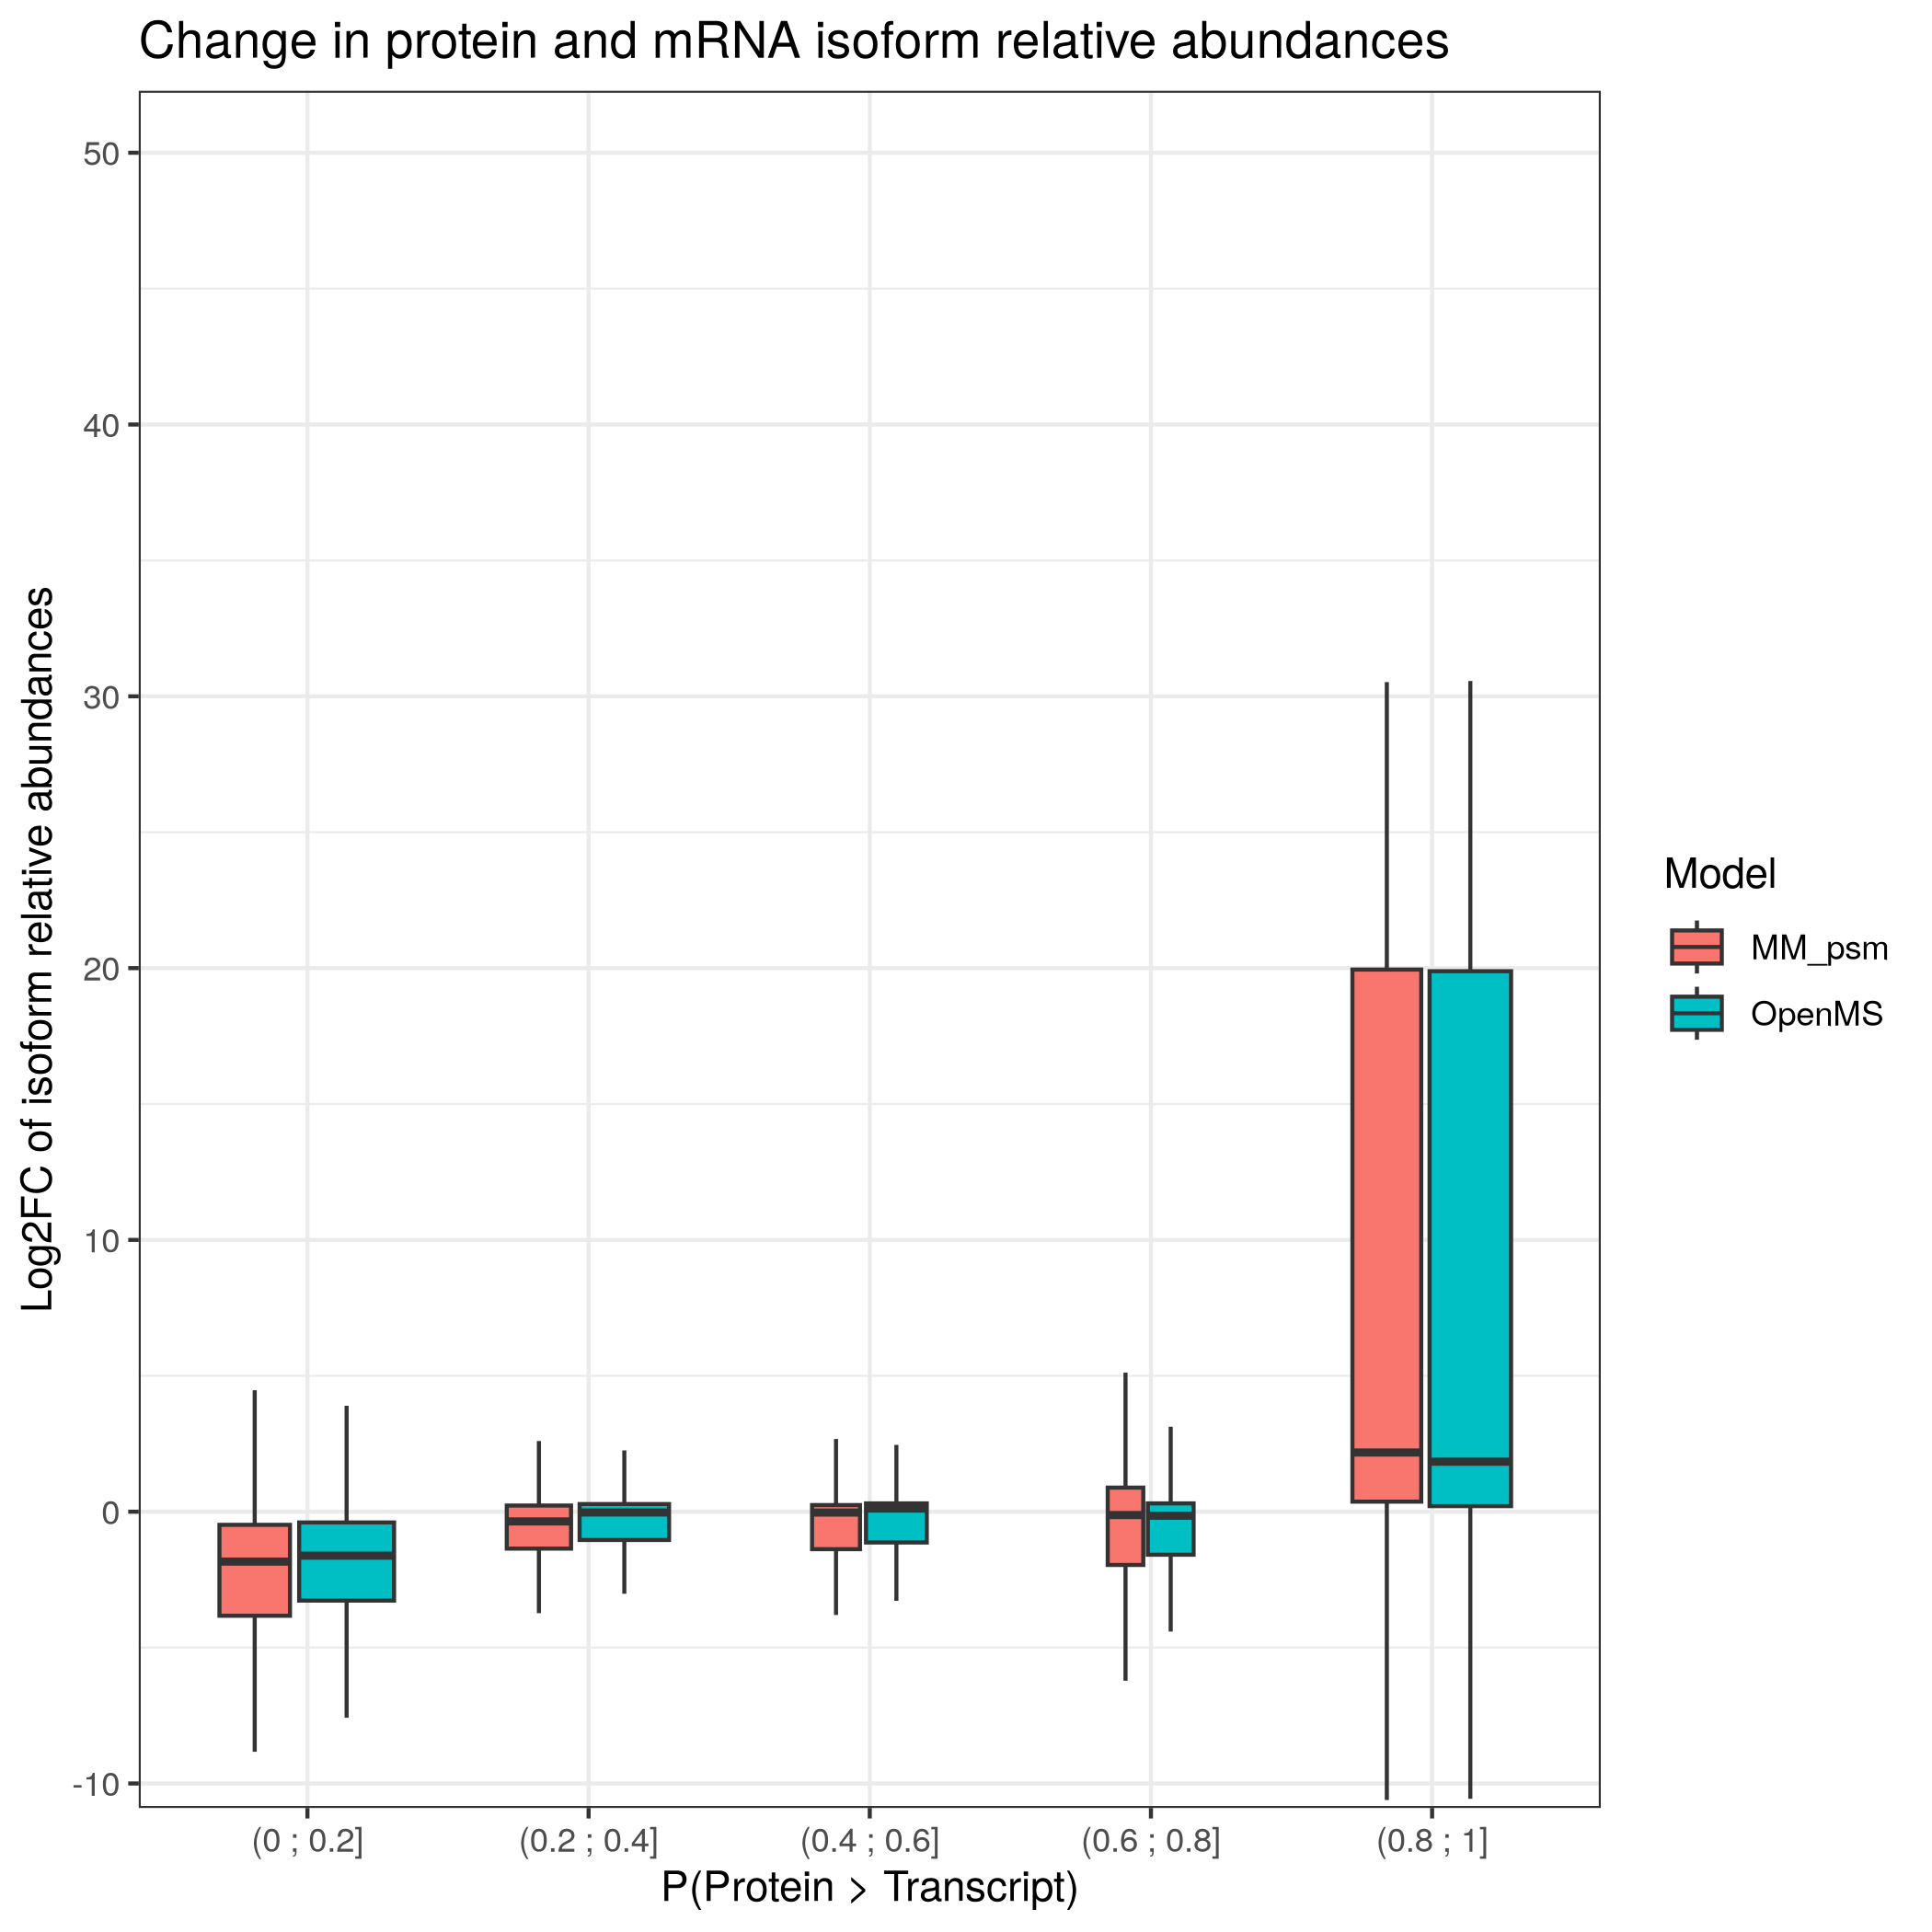 Change in protein and mRNA isoform relative abundances
Log2FC of isoform relative abundances
50
40
30
20
10
0
-10
(0 ; 0.2]
(0.2 ; 0.4]
(0.4 ; 0.6]
(0.6 ; 0.8]
(0.8 ; 1]
P(Protein > Transcript)
Model
MM_psm
OpenMS